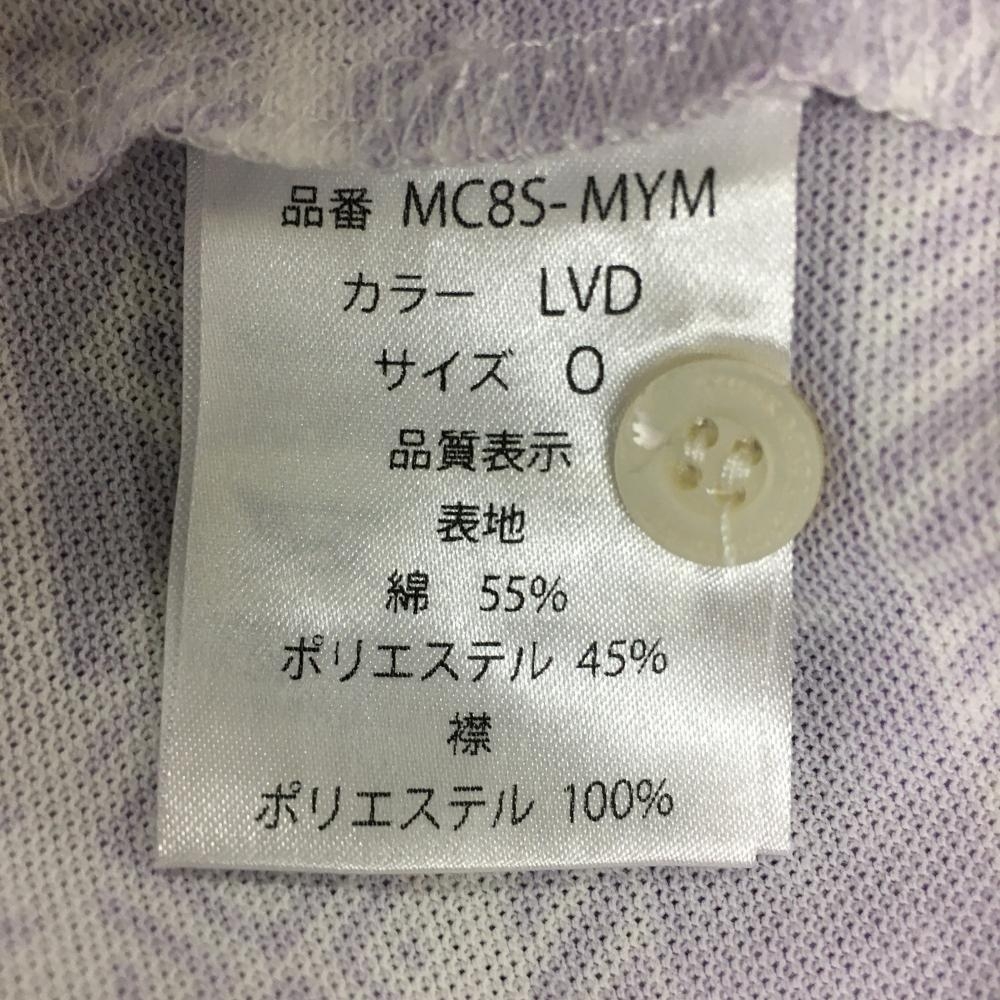 品番 MC8S-MYM
カラー LVD
サイズ O
品質表示
表地
綿 55%
ポリエステル 45%
襟
ポリエステル 100%